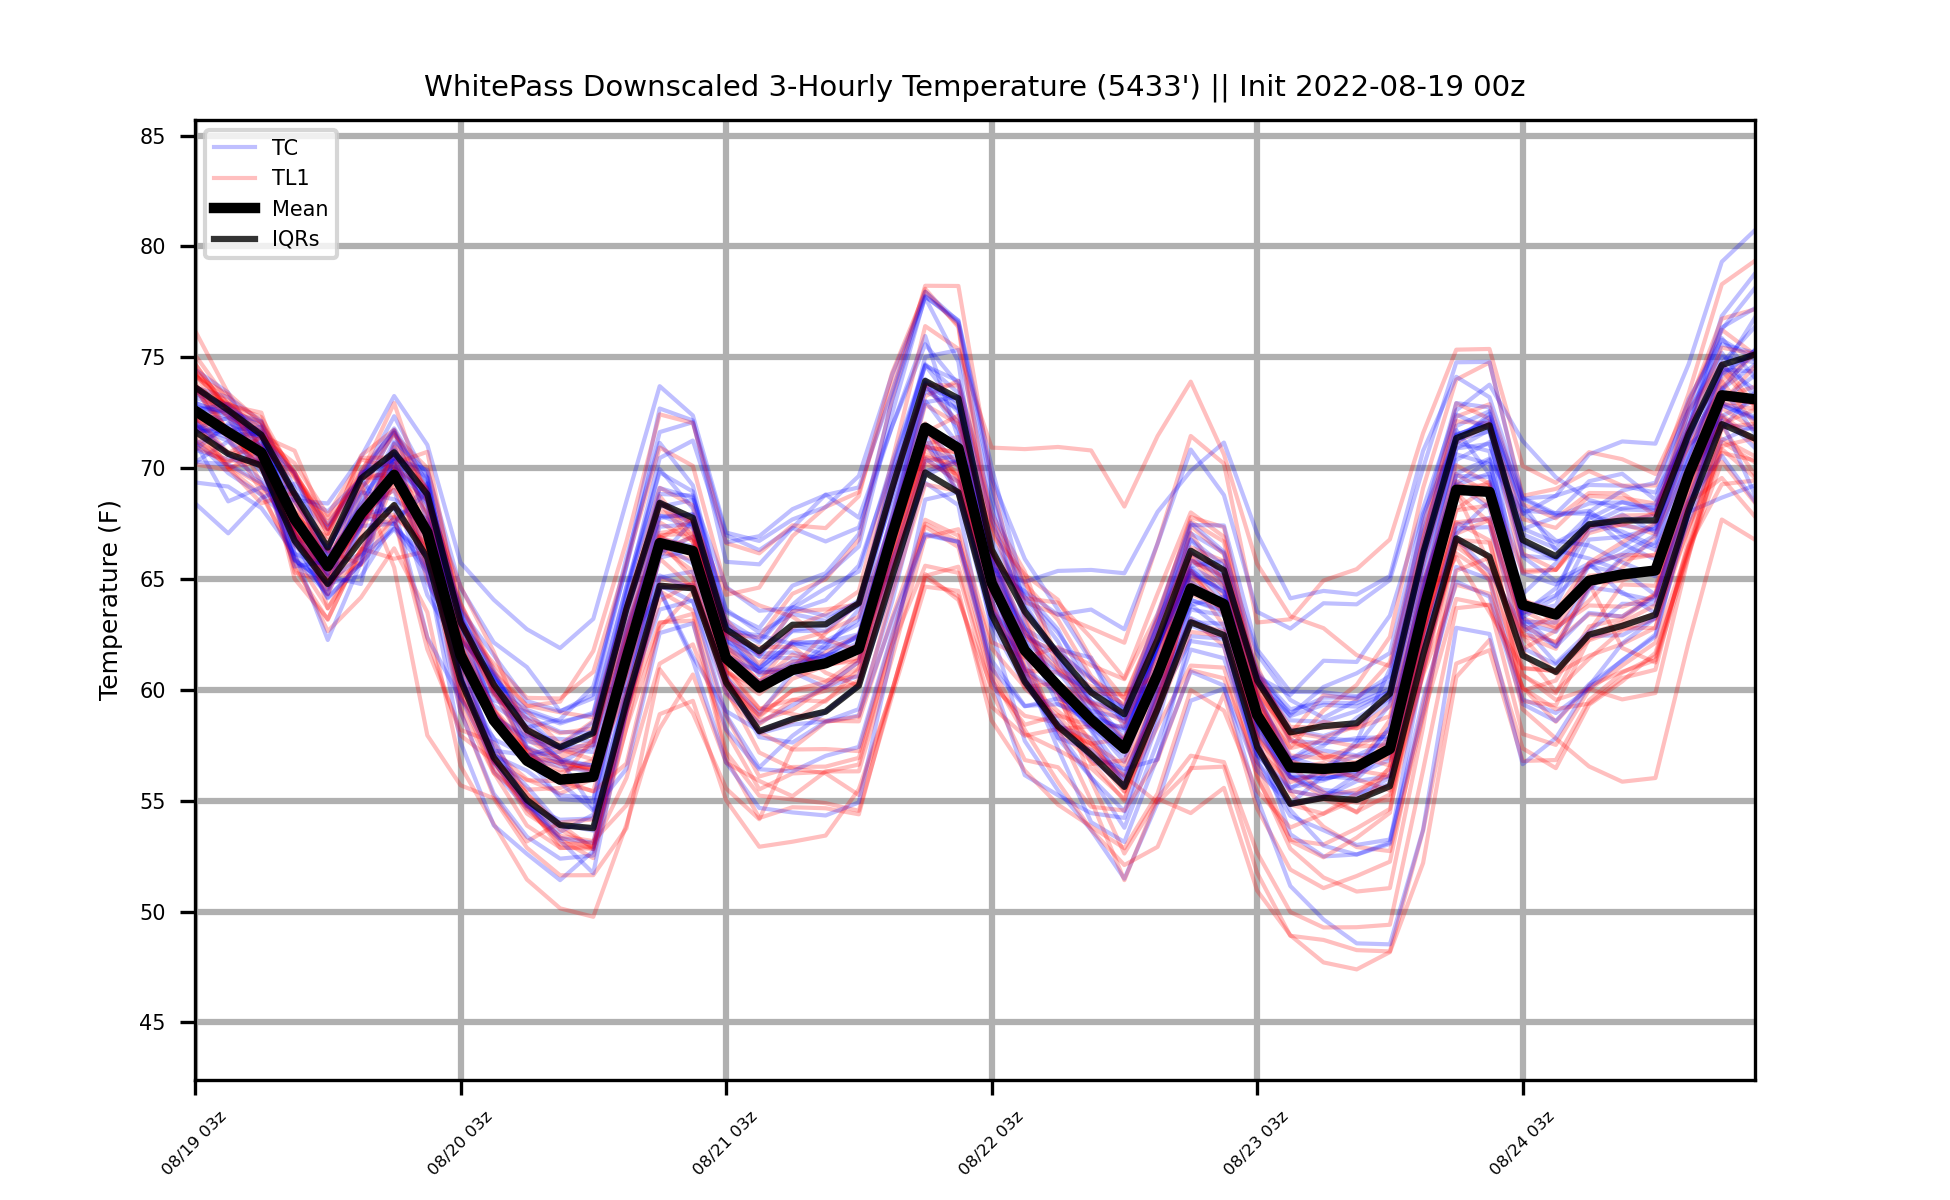 WhitePass Downscaled 3-Hourly Temperature (5433') || Init 2022-08-19 00z
TC
TL1
Mean
IQRs
Temperature (F)
85
80
75
70
65
60
55
50
45
08/19 03z
08/20 03z
08/21 03z
08/22 03z
08/23 03z
08/24 03z